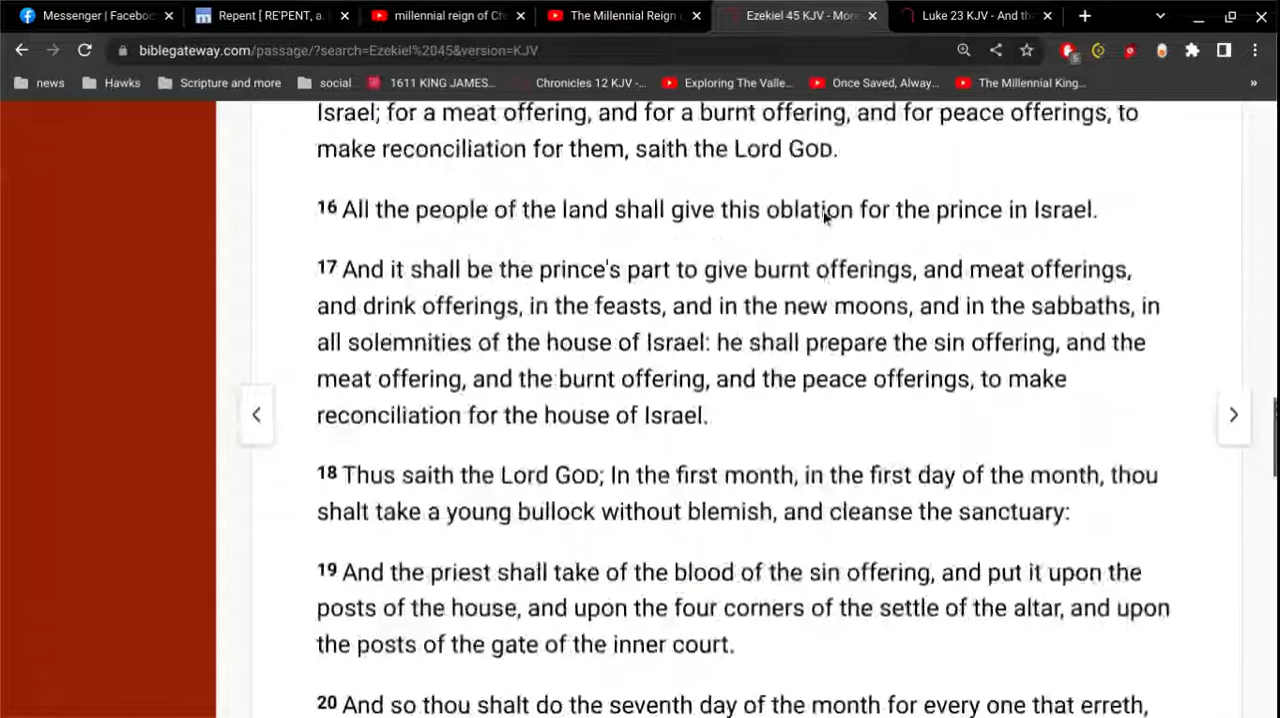 Messenger | Faceboo
Repent [ RE'PENT, a.
millennial reign of Ch
The Millennial Reign o
Ezekiel 45 KJV - More
Luke 23 KJV - And th
biblegateway.com/passage/?search=Ezekiel%2045&version=KJV
5
news
Hawks
Scripture and more
social
1611 KING JAMES...
Chronicles 12 KJV -...
Exploring The Valle...
Once Saved, Alway...
The Millennial King...
»
Israel; for a meat offering, and for a burnt offering, and for peace offerings, to
make reconciliation for them, saith the Lord GOD.
16 All the people of the land shall give this oblation for the prince in Israel.
17 And it shall be the prince's part to give burnt offerings, and meat offerings,
and drink offerings, in the feasts, and in the new moons, and in the sabbaths, in
all solemnities of the house of Israel: he shall prepare the sin offering, and the
meat offering, and the burnt offering, and the peace offerings, to make
reconciliation for the house of Israel.
18 Thus saith the Lord GOD; In the first month, in the first day of the month, thou
shalt take a young bullock without blemish, and cleanse the sanctuary:
19 And the priest shall take of the blood of the sin offering, and put it upon the
posts of the house, and upon the four corners of the settle of the altar, and upon
the posts of the gate of the inner court.
20 And so thou shalt do the seventh day of the month for every one that erreth,